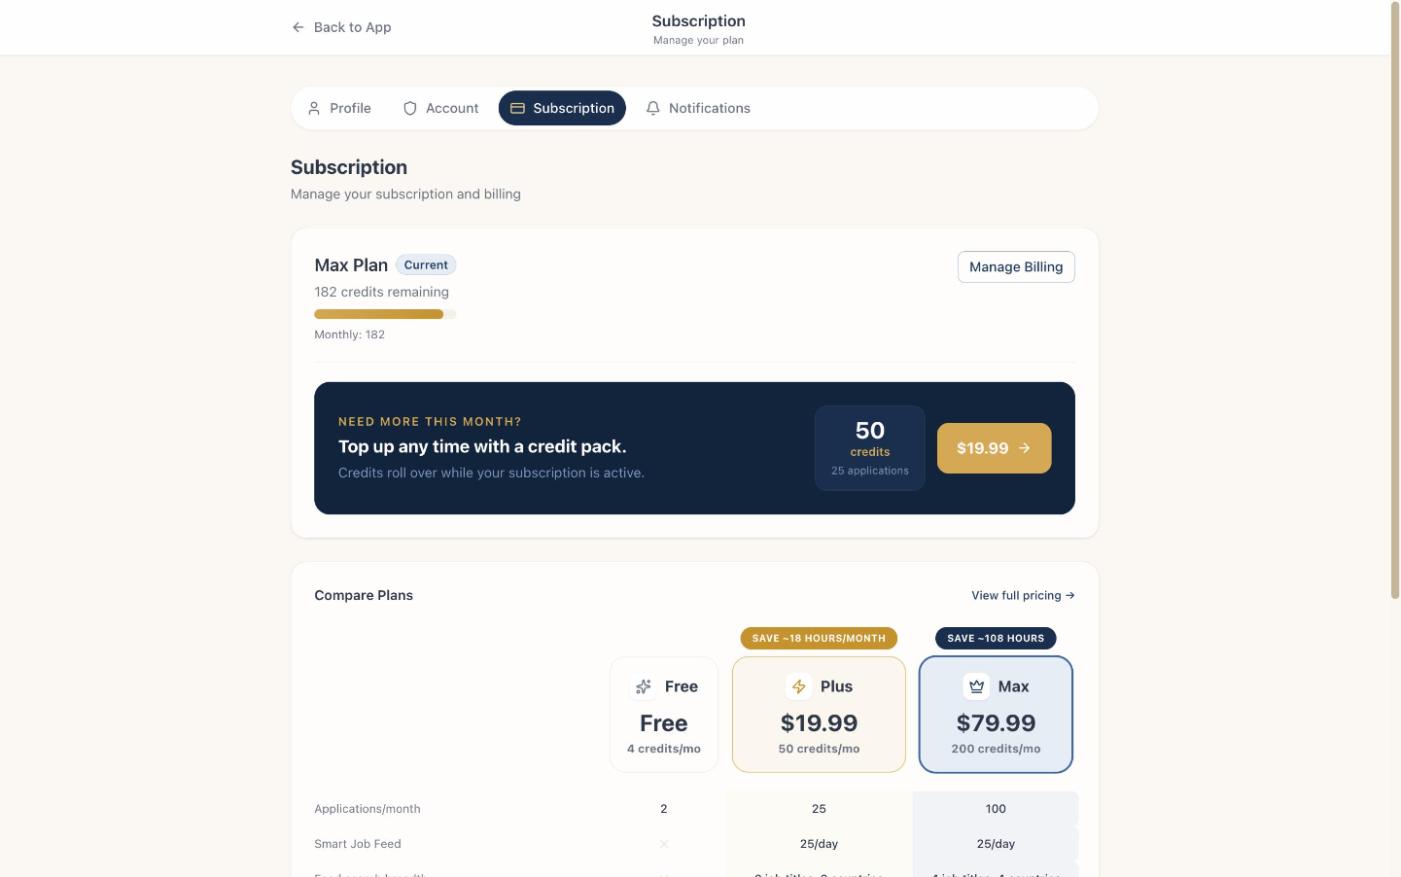 Back to App
Subscription
Manage your plan
Profile
Account
Subscription
Notifications
Subscription
Manage your subscription and billing
Max Plan
Current
Manage Billing
182 credits remaining
Monthly: 182
NEED MORE THIS MONTH?
Top up any time with a credit pack.
Credits roll over while your subscription is active.
50
credits
25 applications
$19.99 →
Compare Plans
View full pricing →
SAVE ~18 HOURS/MONTH
SAVE ~108 HOURS
Free
Free
4 credits/mo
Plus
$19.99
50 credits/mo
Max
$79.99
200 credits/mo
Applications/month 2 25 100
Smart Job Feed × 25/day 25/day